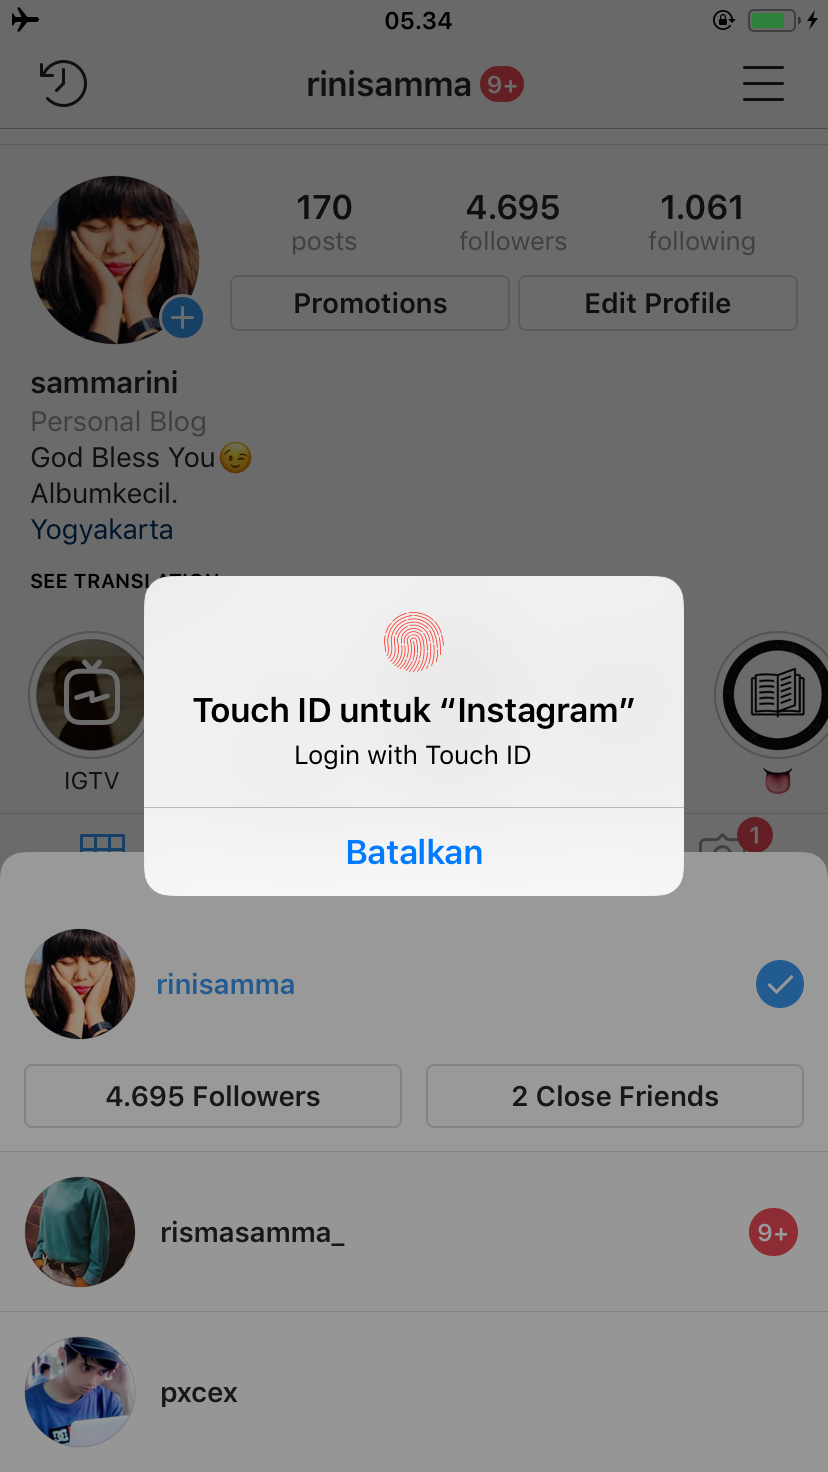 05.34
rinisamma 9+
170 4.695 1.061
posts followers following
Promotions Edit Profile
sammarini
Personal Blog
God Bless You😉
Albumkecil.
Yogyakarta
SEE TRANSLATION
Touch ID untuk “Instagram”
Login with Touch ID
IGTV 👅
1
Batalkan
rinisamma
4.695 Followers 2 Close Friends
rismasamma_ 9+
pxcex